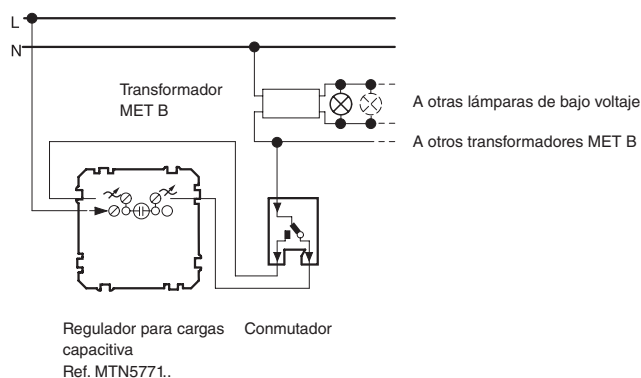 L
N
Transformador
MET B
A otras lámparas de bajo voltaje
A otros transformadores MET B
Regulador para cargas
capacitiva
Ref. MTN5771..
Conmutador